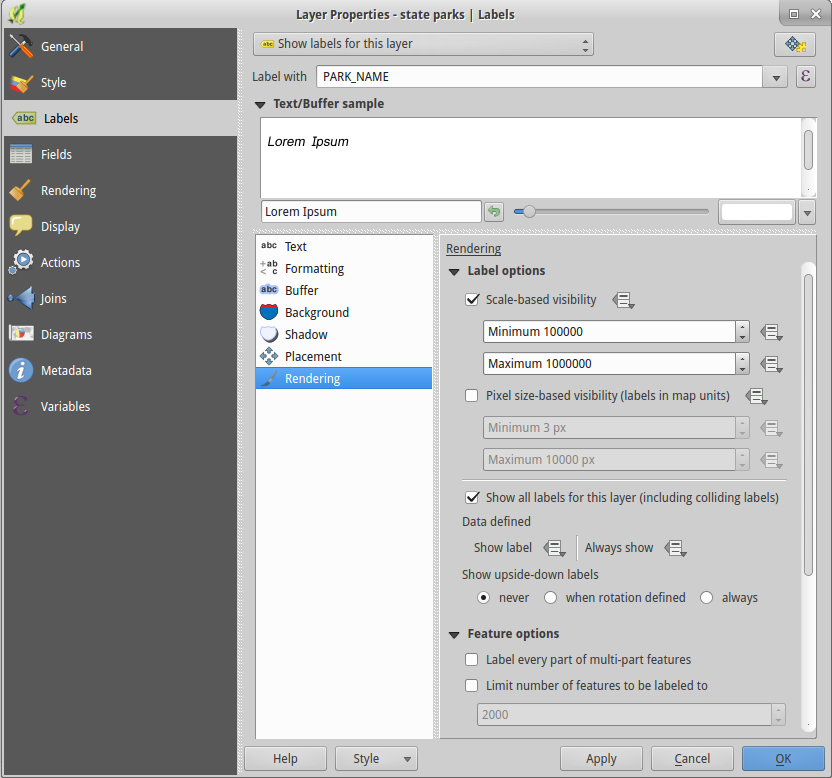 Layer Properties - state parks | Labels
General
Style
abc Labels
Fields
Rendering
Display
Actions
Joins
Diagrams
Metadata
Variables
abc Show labels for this layer
Label with PARK_NAME ε
Text/Buffer sample
Lorem Ipsum
Lorem Ipsum
abc Text
+ab < c Formatting
abc Buffer
Background
Shadow
Placement
Rendering
Rendering
Label options
Scale-based visibility
Minimum 100000
Maximum 1000000
Pixel size-based visibility (labels in map units)
Minimum 3 px
Maximum 10000 px
Show all labels for this layer (including colliding labels)
Data defined
Show label Always show
Show upside-down labels
never when rotation defined always
Feature options
Label every part of multi-part features
Limit number of features to be labeled to
2000
Help Style Apply Cancel OK